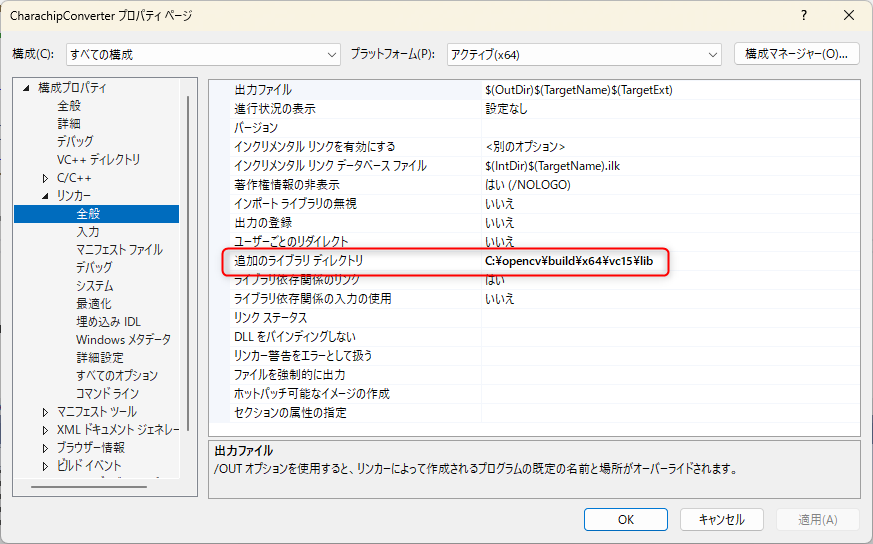 CharachipConverter プロパティ ページ
? ×
構成(C): すべての構成 プラットフォーム(P): アクティブ(x64) 構成マネージャー(O)...
構成プロパティ
全般
詳細
デバッグ
VC++ ディレクトリ
C/C++
リンカー
全般
入力
マニフェスト ファイル
デバッグ
システム
最適化
埋め込み IDL
Windows メタデータ
詳細設定
すべてのオプション
コマンド ライン
マニフェスト ツール
XML ドキュメント ジェネレー
ブラウザー情報
ビルド イベント
出力ファイル $(OutDir)$(TargetName)$(TargetExt)
進行状況の表示 設定なし
バージョン
インクリメンタル リンクを有効にする <別のオプション>
インクリメンタル リンク データベース ファイル $(IntDir)$(TargetName).ilk
著作権情報の非表示 はい (/NOLOGO)
インポート ライブラリの無視 いいえ
出力の登録 いいえ
ユーザーごとのリダイレクト いいえ
追加のライブラリ ディレクトリ C:¥opencv¥build¥x64¥vc15¥lib
ライブラリ依存関係のリンク はい
ライブラリ依存関係の入力の使用 いいえ
リンク ステータス
DLL をバインディングしない
リンカー警告をエラーとして扱う
ファイルを強制的に出力
ホットパッチ可能なイメージの作成
セクションの属性の指定
出力ファイル
/OUT オプションを使用すると、リンカーによって作成されるプログラムの既定の名前と場所がオーバーライドされます。
OK キャンセル 適用(A)